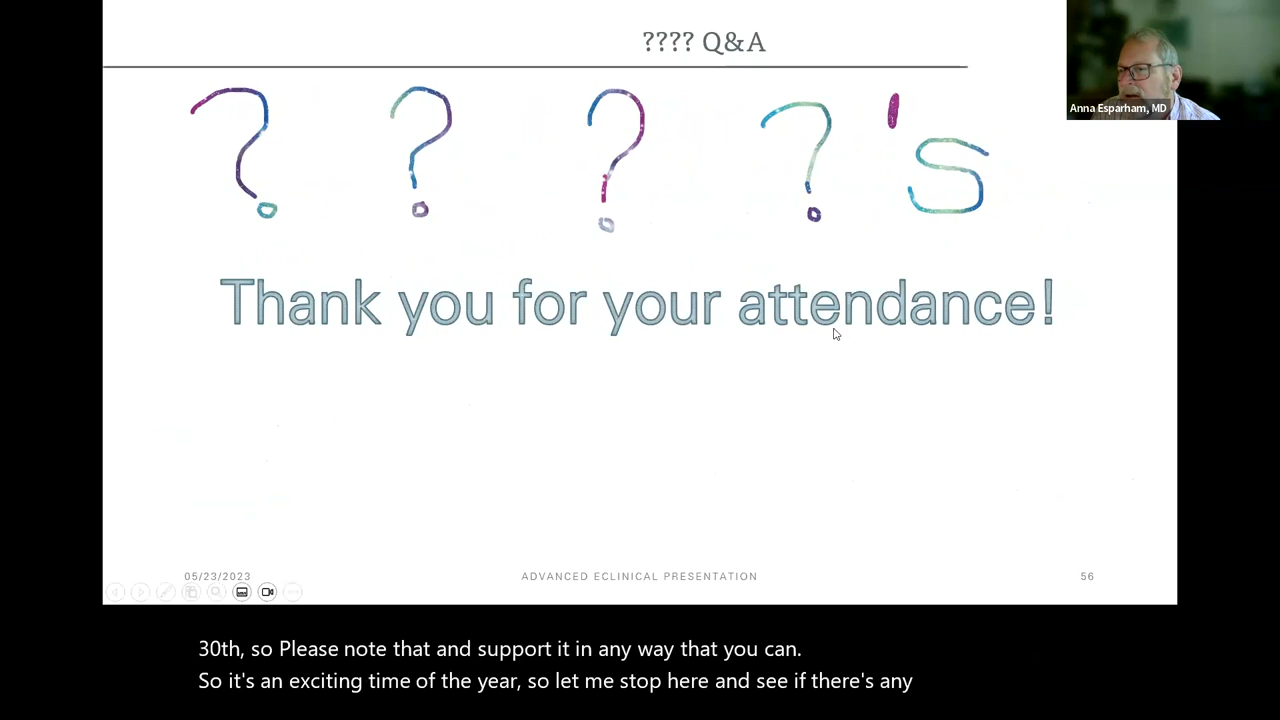 ???? Q&A
? ? ? ?'s
Anna Esparham, MD
Thank you for your attendance!
05/23/2023 ADVANCED ECLINICAL PRESENTATION 56
30th, so Please note that and support it in any way that you can.
So it's an exciting time of the year, so let me stop here and see if there's any